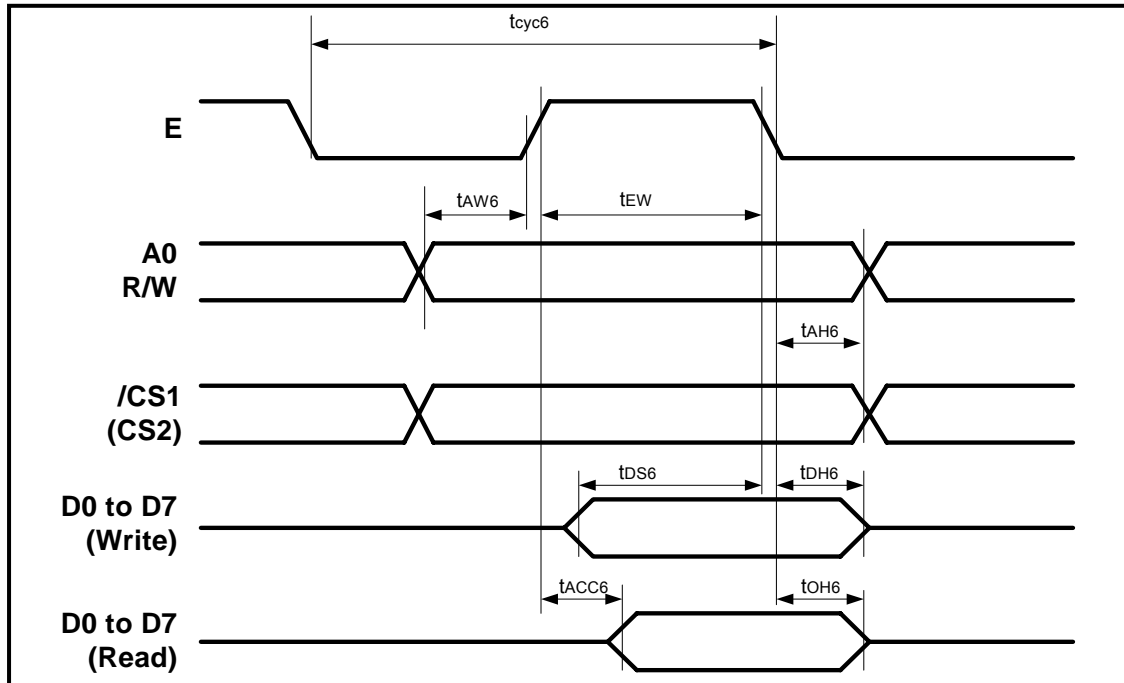 tcyc6
E
tAW6
tEW
A0
R/W
tAH6
/CS1
(CS2)
tDS6
tDH6
D0 to D7
(Write)
tACC6
tOH6
D0 to D7
(Read)